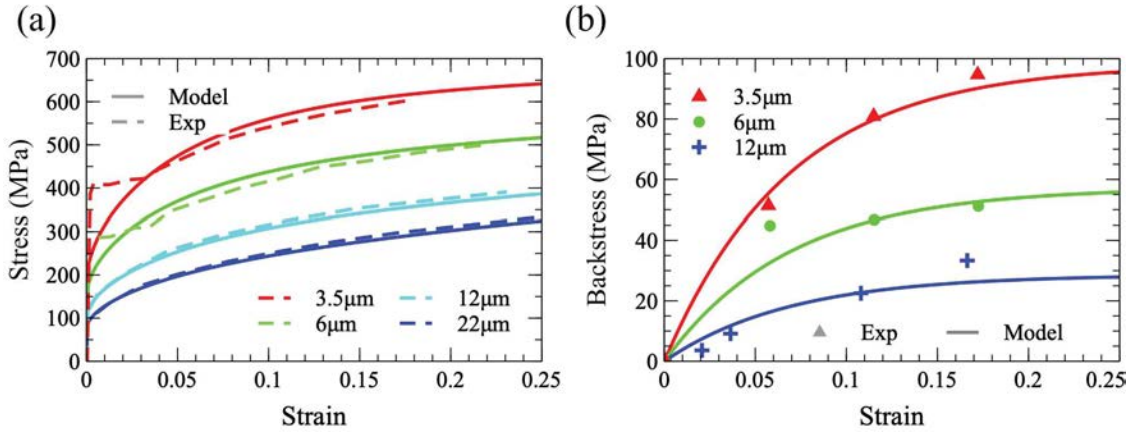 (a)
700
600
500
400
300
200
100
0
Stress (MPa)
Model
Exp
3.5μm
6μm
12μm
22μm
0
0.05
0.1
0.15
0.2
0.25
Strain
(b)
100
80
60
40
20
0
Backstress (MPa)
3.5μm
6μm
12μm
Exp
Model
0
0.05
0.1
0.15
0.2
0.25
Strain